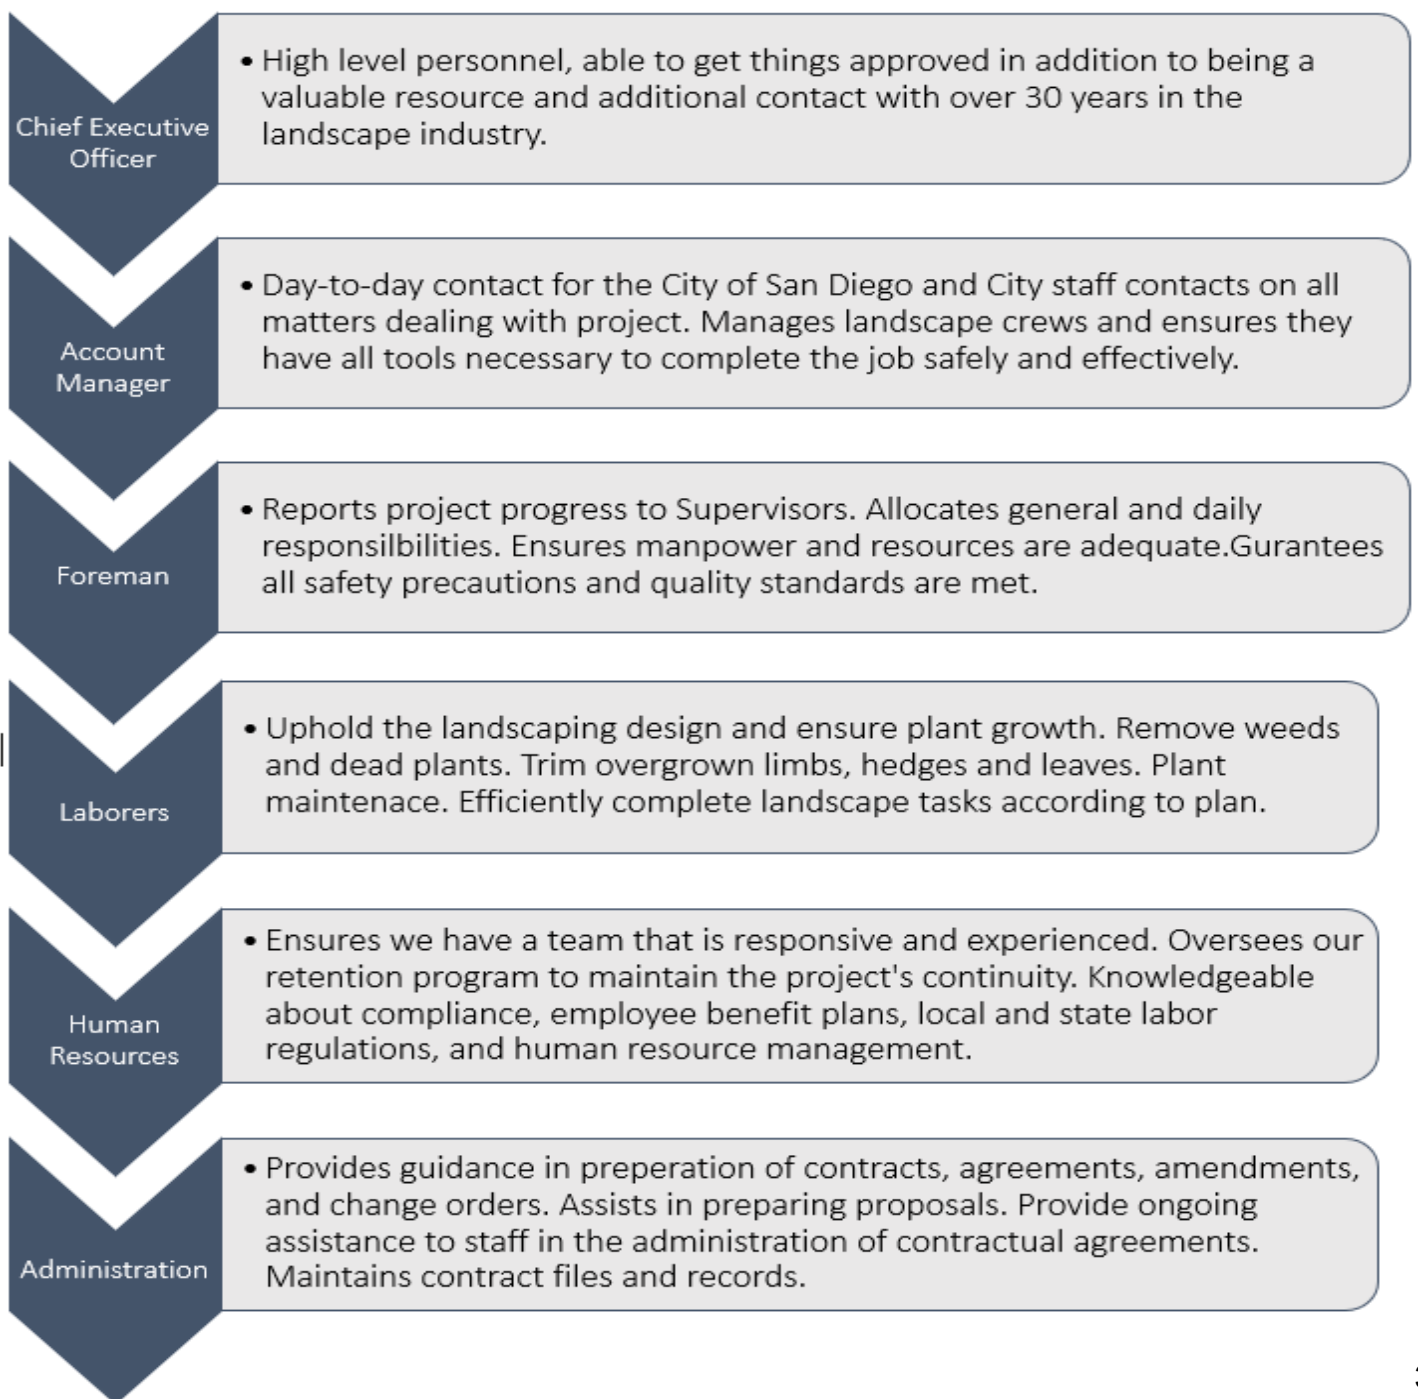 Chief Executive
Officer
• High level personnel, able to get things approved in addition to being a
valuable resource and additional contact with over 30 years in the
landscape industry.
Account
Manager
• Day-to-day contact for the City of San Diego and City staff contacts on all
matters dealing with project. Manages landscape crews and ensures they
have all tools necessary to complete the job safely and effectively.
Foreman
• Reports project progress to Supervisors. Allocates general and daily
responsilbilities. Ensures manpower and resources are adequate.Gurantees
all safety precautions and quality standards are met.
Laborers
• Uphold the landscaping design and ensure plant growth. Remove weeds
and dead plants. Trim overgrown limbs, hedges and leaves. Plant
maintenace. Efficiently complete landscape tasks according to plan.
Human
Resources
• Ensures we have a team that is responsive and experienced. Oversees our
retention program to maintain the project's continuity. Knowledgeable
about compliance, employee benefit plans, local and state labor
regulations, and human resource management.
Administration
• Provides guidance in preperation of contracts, agreements, amendments,
and change orders. Assists in preparing proposals. Provide ongoing
assistance to staff in the administration of contractual agreements.
Maintains contract files and records.